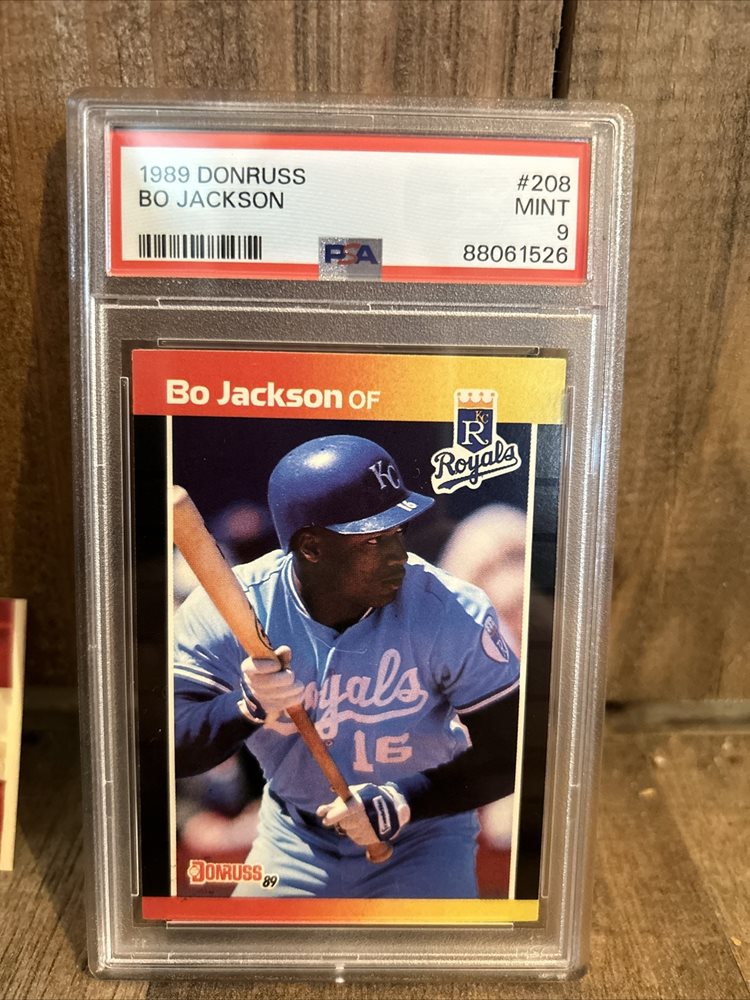 1989 DONRUSS #208
BO JACKSON MINT
9
PSA 88061526
Bo Jackson OF
KC
R
Royals
KC
16
Royals
16
DONRUSS 89